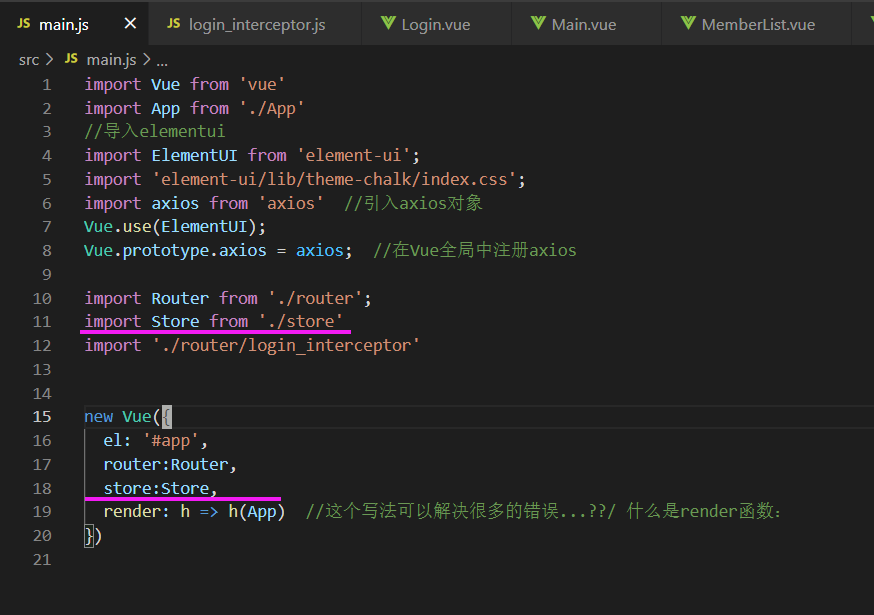 JS main.js × JS login_interceptor.js Login.vue Main.vue MemberList.vue
src > JS main.js > ...
1 import Vue from 'vue'
2 import App from './App'
3 //导入elementui
4 import ElementUI from 'element-ui';
5 import 'element-ui/lib/theme-chalk/index.css';
6 import axios from 'axios'  //引入axios对象
7 Vue.use(ElementUI);
8 Vue.prototype.axios = axios;  //在Vue全局中注册axios
9
10 import Router from './router';
11 import Store from './store'
12 import './router/login_interceptor'
13
14
15 new Vue({
16   el: '#app',
17   router:Router,
18   store:Store,
19   render: h => h(App)  //这个写法可以解决很多的错误...??/ 什么是render函数:
20 })
21